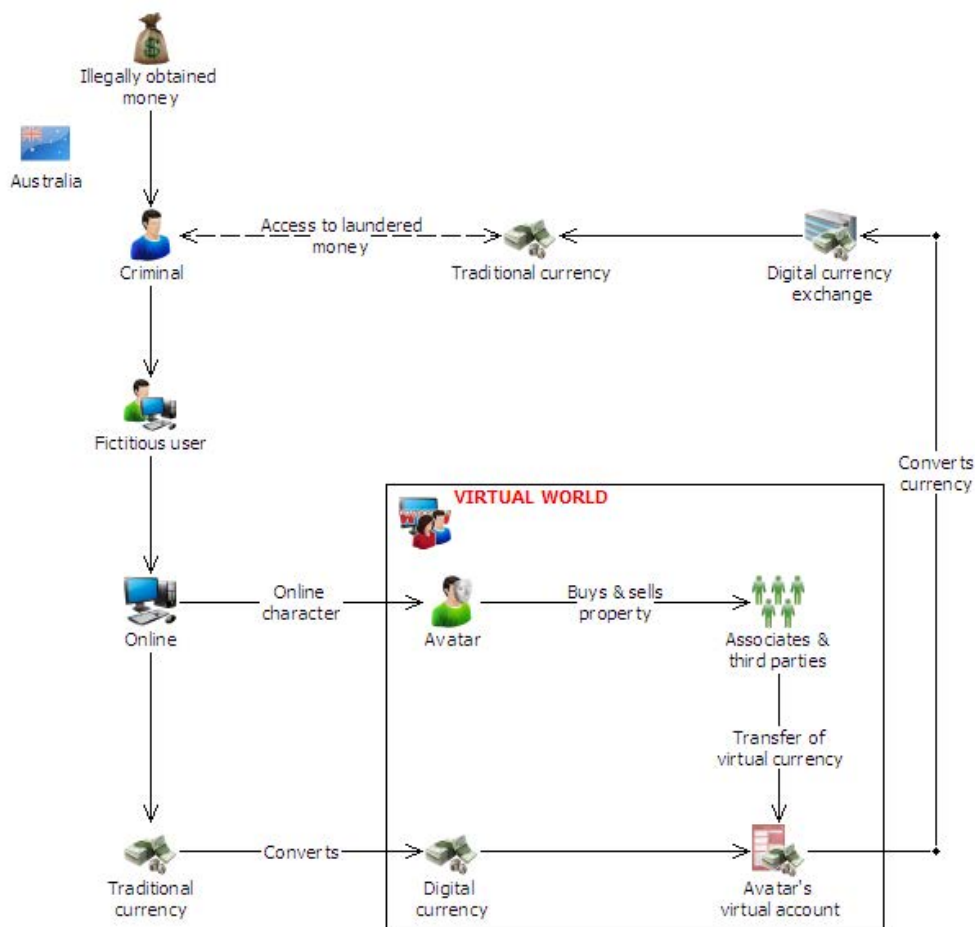 Illegally obtained
money
Australia
Access to laundered
money
Criminal
Traditional currency
Digital currency
exchange
Fictitious user
Converts
currency
VIRTUAL WORLD
Online
character
Buys & sells
property
Online
Avatar
Associates &
third parties
Transfer of
virtual currency
Converts
Traditional
currency
Digital
currency
Avatar's
virtual account